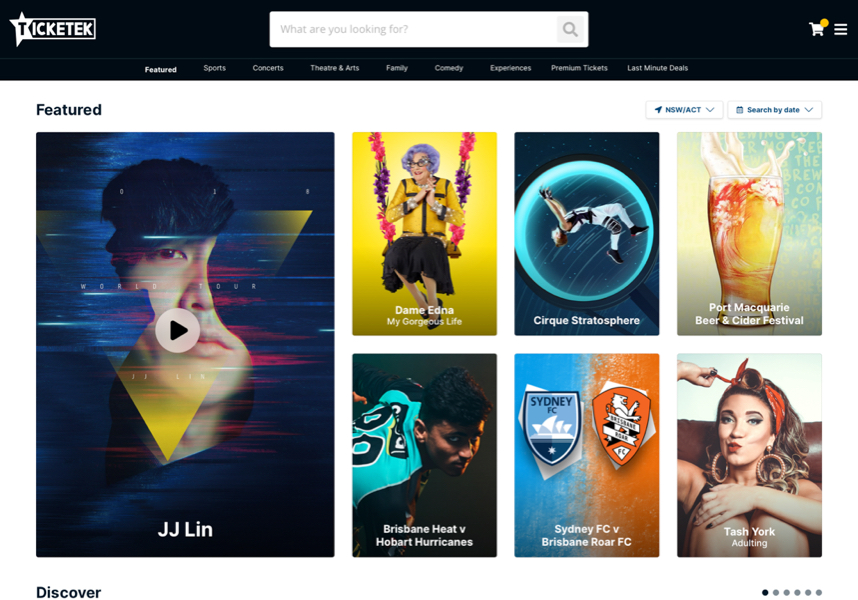 TICKETEK
What are you looking for?
Featured
Sports
Concerts
Theatre & Arts
Family
Comedy
Experiences
Premium Tickets
Last Minute Deals
Featured
NSW/ACT
Search by date
WORLD TOUR
JJ LIN
JJ Lin
Dame Edna
My Gorgeous Life
Cirque Stratosphere
Port Macquarie
Beer & Cider Festival
Brisbane Heat v
Hobart Hurricanes
SYDNEY
FC
BRISBANE
ROAR
FC
Sydney FC v
Brisbane Roar FC
Tash York
Adulting
Discover